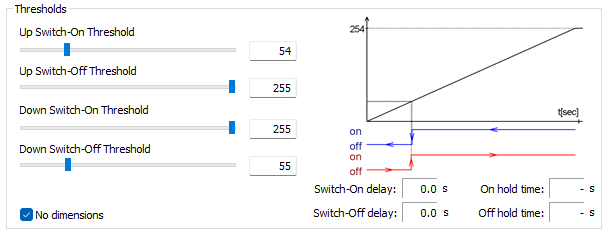 Thresholds
Up Switch-On Threshold
54
Up Switch-Off Threshold
255
Down Switch-On Threshold
255
Down Switch-Off Threshold
55
No dimensions
254
t[sec]
on
off
on
off
Switch-On delay: 0.0 s On hold time: - s
Switch-Off delay: 0.0 s Off hold time: - s